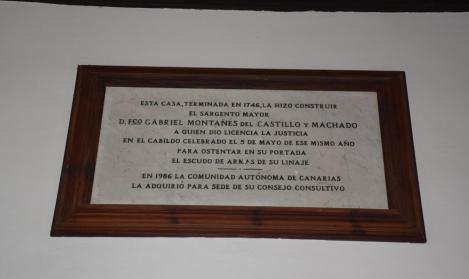 ESTA CASA, TERMINADA EN 1746, LA HIZO CONSTRUIR
EL SARGENTO MAYOR
D. FCO GABRIEL MONTAÑES DEL CASTILLO Y MACHADO
A QUIEN DIO LICENCIA LA JUSTICIA
EN EL CABILDO CELEBRADO EL 5 DE MAYO DE ESE MISMO AÑO
PARA OSTENTAR EN SU PORTADA
EL ESCUDO DE ARMAS DE SU LINAJE
EN 1986 LA COMUNIDAD AUTÓNOMA DE CANARIAS
LA ADQUIRIÓ PARA SEDE DE SU CONSEJO CONSULTIVO